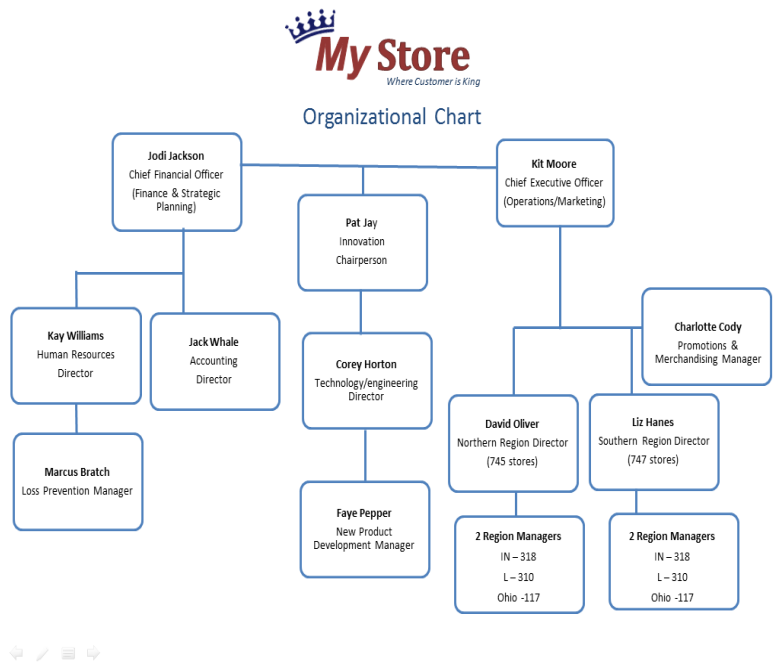 My Store
Where Customer is King
Organizational Chart
Jodi Jackson
Chief Financial Officer
(Finance & Strategic
Planning)
Kit Moore
Chief Executive Officer
(Operations/Marketing)
Pat Jay
Innovation
Chairperson
Kay Williams
Human Resources
Director
Jack Whale
Accounting
Director
Corey Horton
Technology/engineering
Director
Charlotte Cody
Promotions &
Merchandising Manager
David Oliver
Northern Region Director
(745 stores)
Liz Hanes
Southern Region Director
(747 stores)
Marcus Bratch
Loss Prevention Manager
Faye Pepper
New Product
Development Manager
2 Region Managers
IN – 318
L – 310
Ohio -117
2 Region Managers
IN – 318
L – 310
Ohio -117